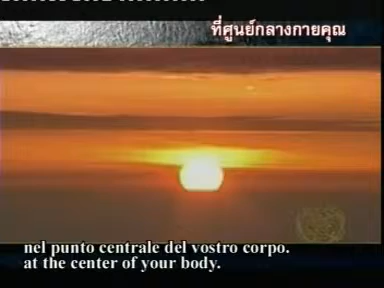 ที่ศูนย์กลางกายคุณ
nel punto centrale del vostro corpo.
at the center of your body.